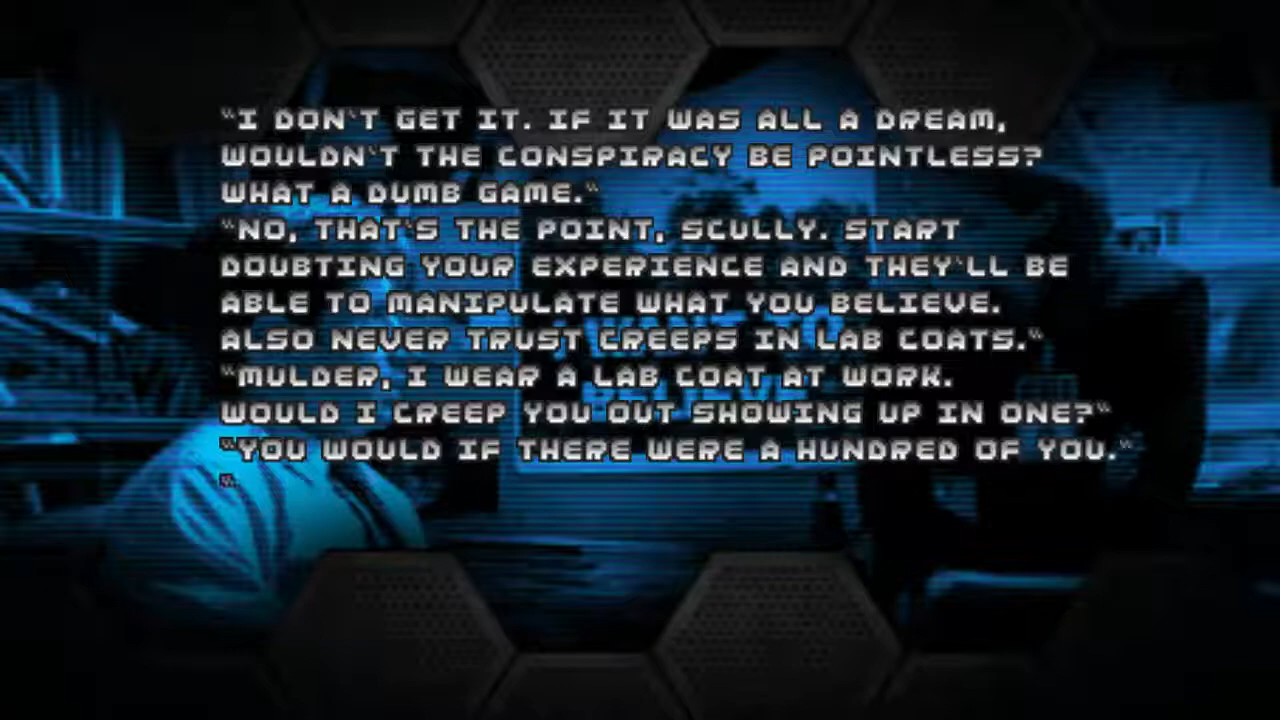 "I DON'T GET IT. IF IT WAS ALL A DREAM,
WOULDN'T THE CONSPIRACY BE POINTLESS?
WHAT A DUMB GAME."
"NO, THAT'S THE POINT, SCULLY. START
DOUBTING YOUR EXPERIENCE AND THEY'LL BE
ABLE TO MANIPULATE WHAT YOU BELIEVE.
ALSO NEVER TRUST CREEPS IN LAB COATS."
"MULDER, I WEAR A LAB COAT AT WORK.
WOULD I CREEP YOU OUT SHOWING UP IN ONE?"
"YOU WOULD IF THERE WERE A HUNDRED OF YOU."
"
I WANT TO
BELIEVE